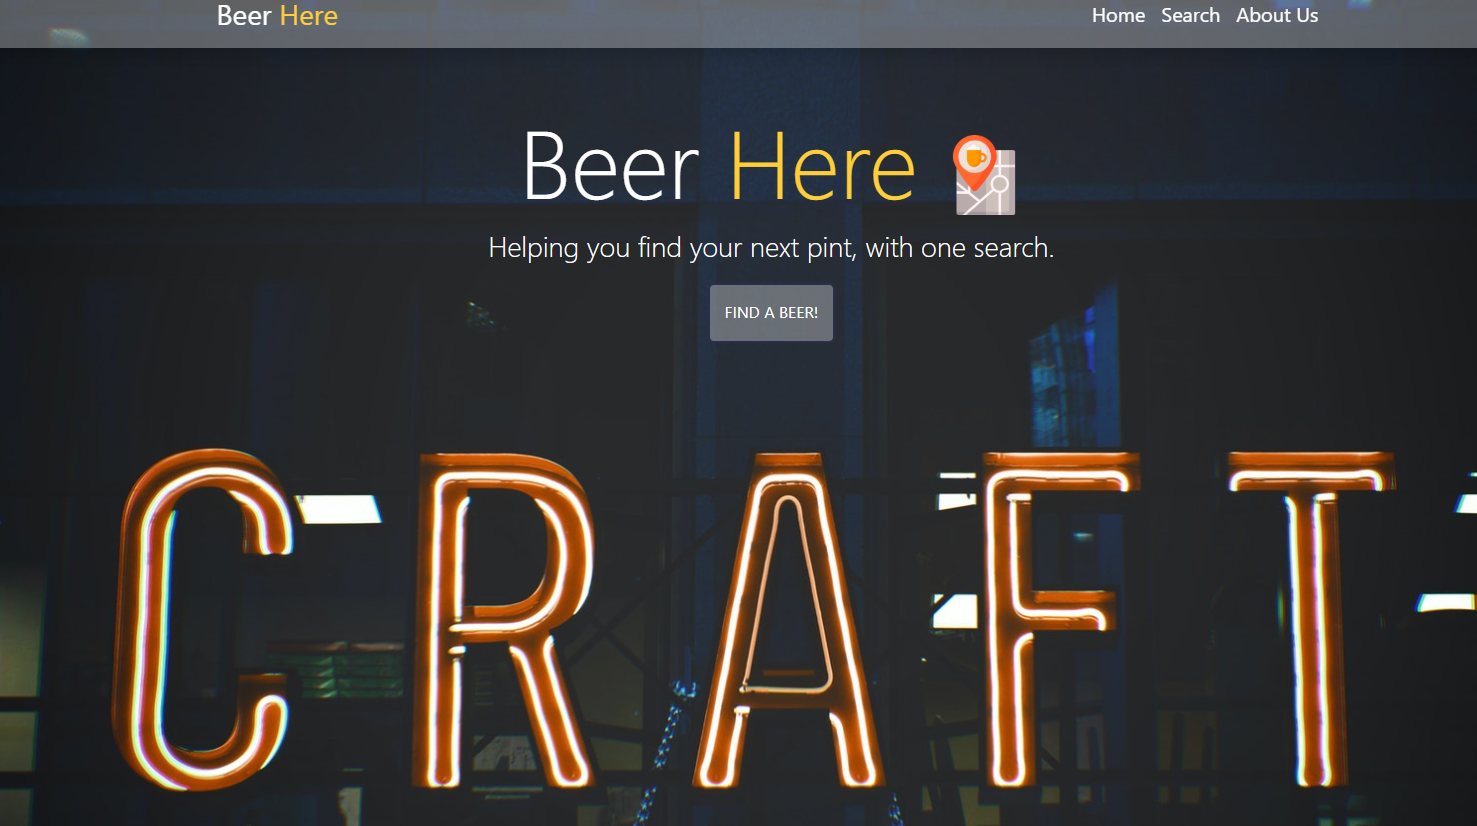 Beer Here
Home Search About Us
Beer Here
Helping you find your next pint, with one search.
FIND A BEER!
CRAFT